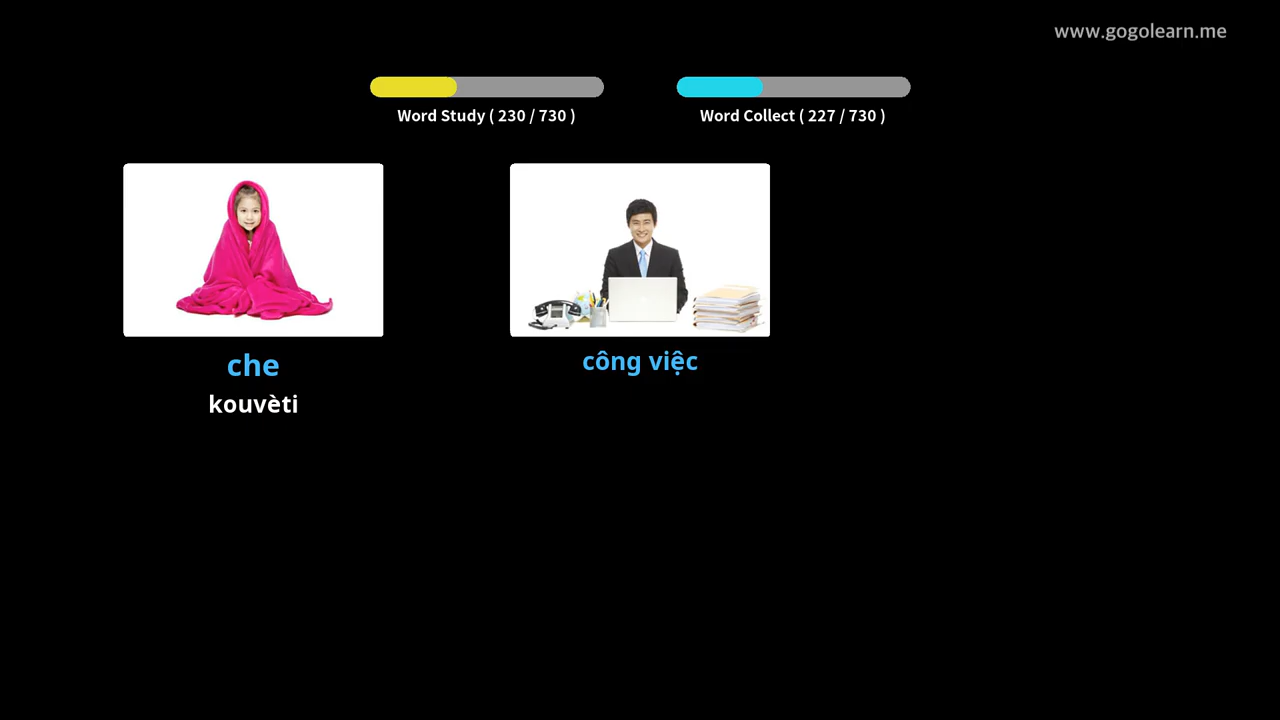 www.gogolearn.me
Word Study ( 230 / 730 )
Word Collect ( 227 / 730 )
che
kouvèti
công việc